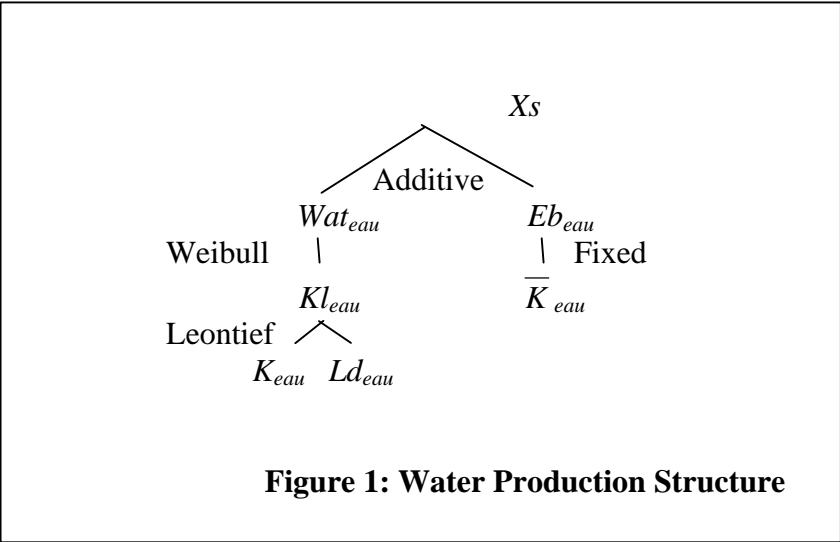 Xs
Additive
Wat_eau Eb_eau
Weibull Fixed
Kl_eau K̅ _eau
Leontief
K_eau Ld_eau
Figure 1: Water Production Structure